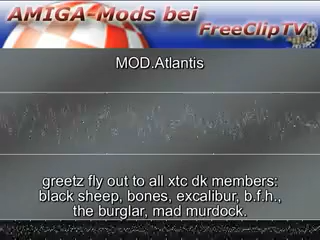 AMIGA-Mods bei
FreeClipTV
MOD.Atlantis
greetz fly out to all xtc dk members:
black sheep, bones, excalibur, b.f.h.,
the burglar, mad murdock.